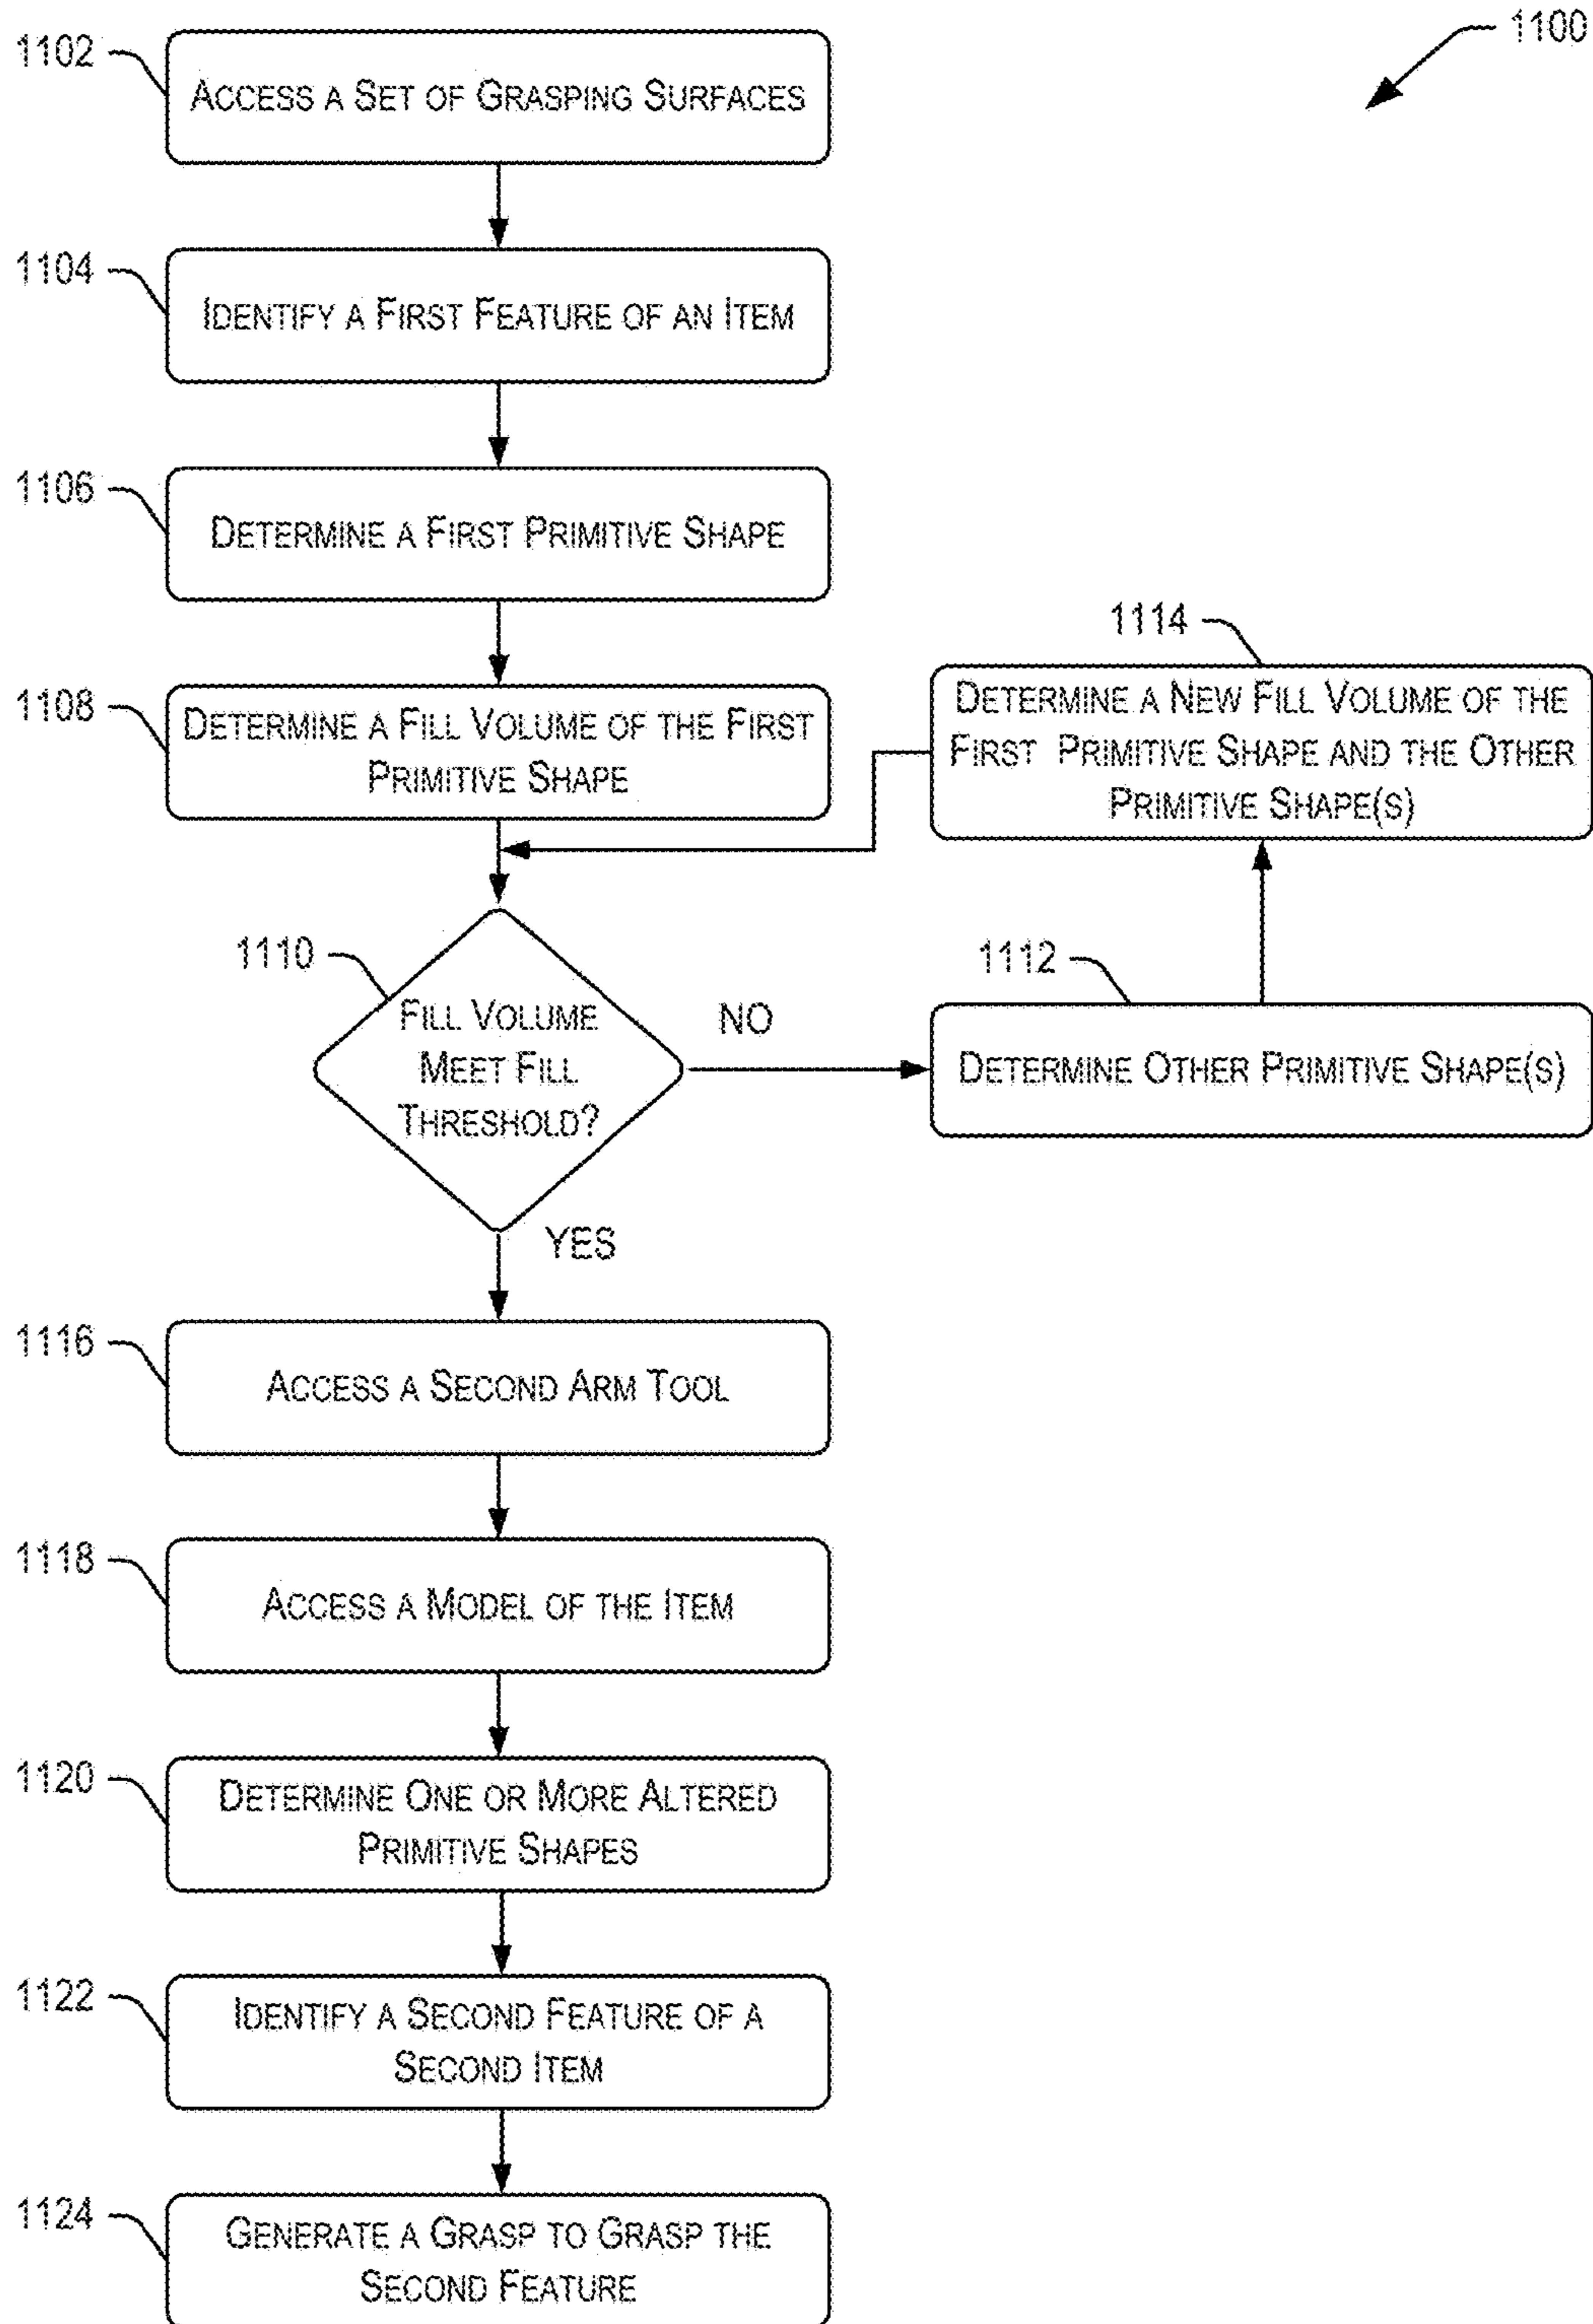 1100
1102
ACCESS A SET OF GRASPING SURFACES
1104
IDENTIFY A FIRST FEATURE OF AN ITEM
1106
DETERMINE A FIRST PRIMITIVE SHAPE
1108
DETERMINE A FILL VOLUME OF THE FIRST
PRIMITIVE SHAPE
1114
DETERMINE A NEW FILL VOLUME OF THE
FIRST PRIMITIVE SHAPE AND THE OTHER
PRIMITIVE SHAPE(S)
1110
FILL VOLUME
MEET FILL
THRESHOLD?
NO
1112
DETERMINE OTHER PRIMITIVE SHAPE(S)
YES
1116
ACCESS A SECOND ARM TOOL
1118
ACCESS A MODEL OF THE ITEM
1120
DETERMINE ONE OR MORE ALTERED
PRIMITIVE SHAPES
1122
IDENTIFY A SECOND FEATURE OF A
SECOND ITEM
1124
GENERATE A GRASP TO GRASP THE
SECOND FEATURE